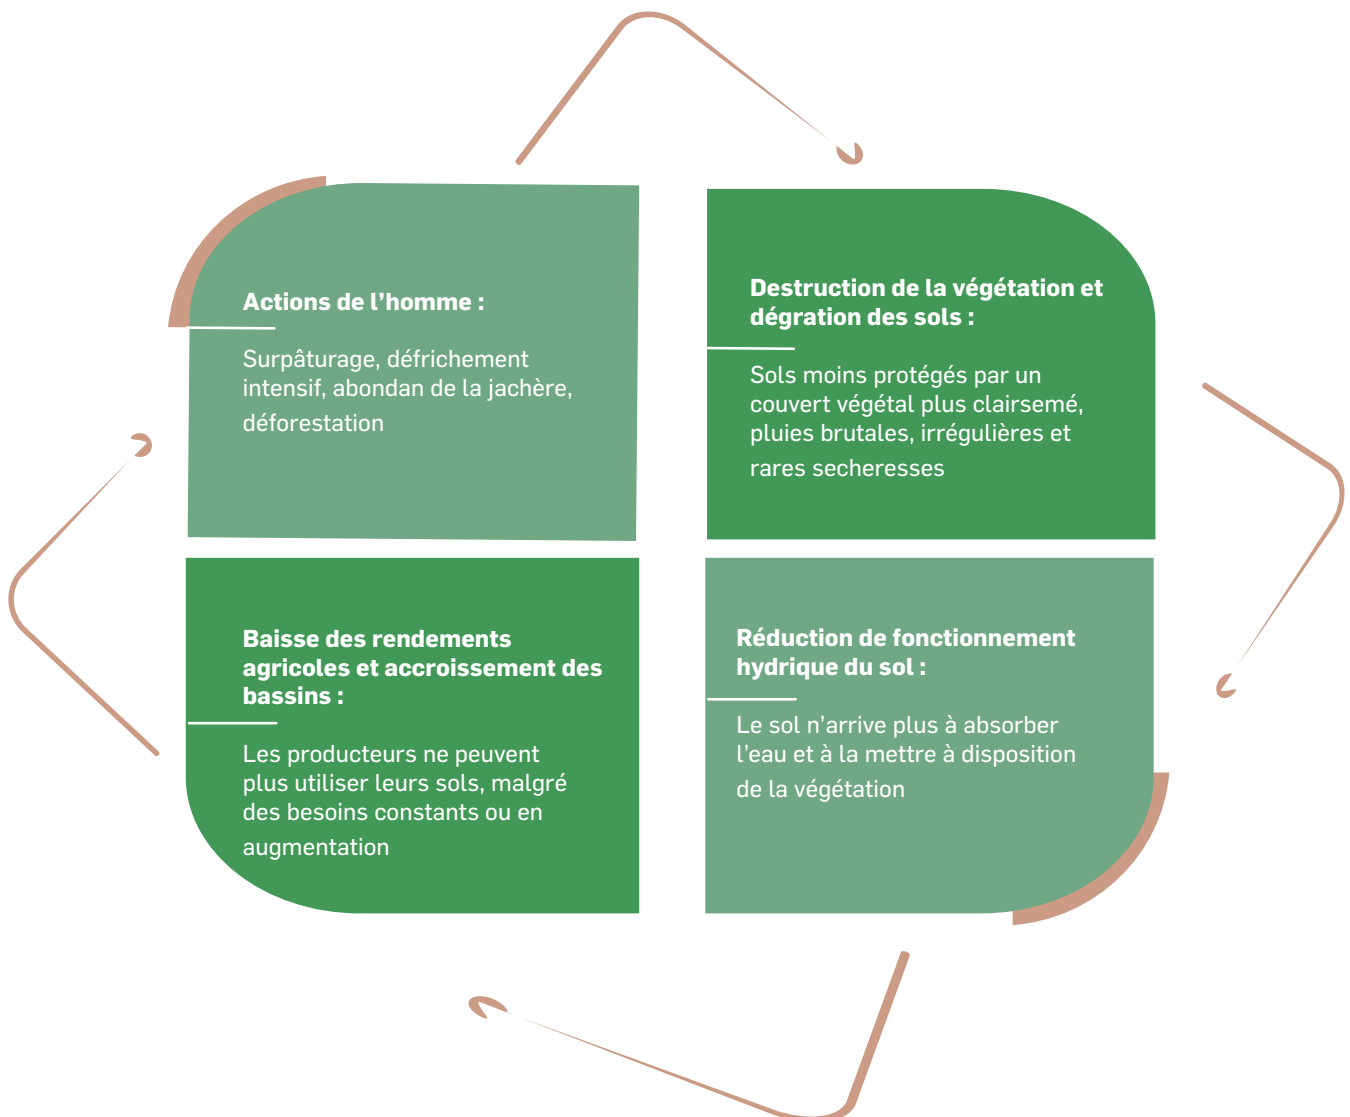 Actions de l’homme :
Surpâturage, défrichement
intensif, abondan de la jachère,
déforestation
Destruction de la végétation et
dégration des sols :
Sols moins protégés par un
couvert végétal plus clairsemé,
pluies brutales, irrégulières et
rares secheresses
Baisse des rendements
agricoles et accroissement des
bassins :
Les producteurs ne peuvent
plus utiliser leurs sols, malgré
des besoins constants ou en
augmentation
Réduction de fonctionnement
hydrique du sol :
Le sol n’arrive plus à absorber
l’eau et à la mettre à disposition
de la végétation